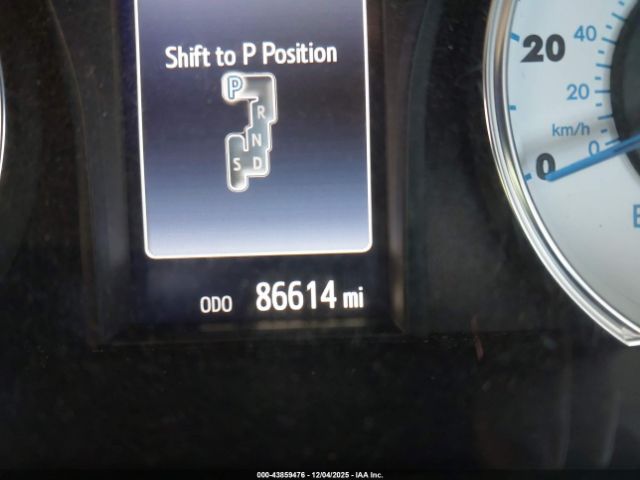 Shift to P Position
P
R
N
S D
ODO 86614 mi
20
40
20
km/h
0
0
E
000-43859476 - 12/04/2025 - IAA Inc.